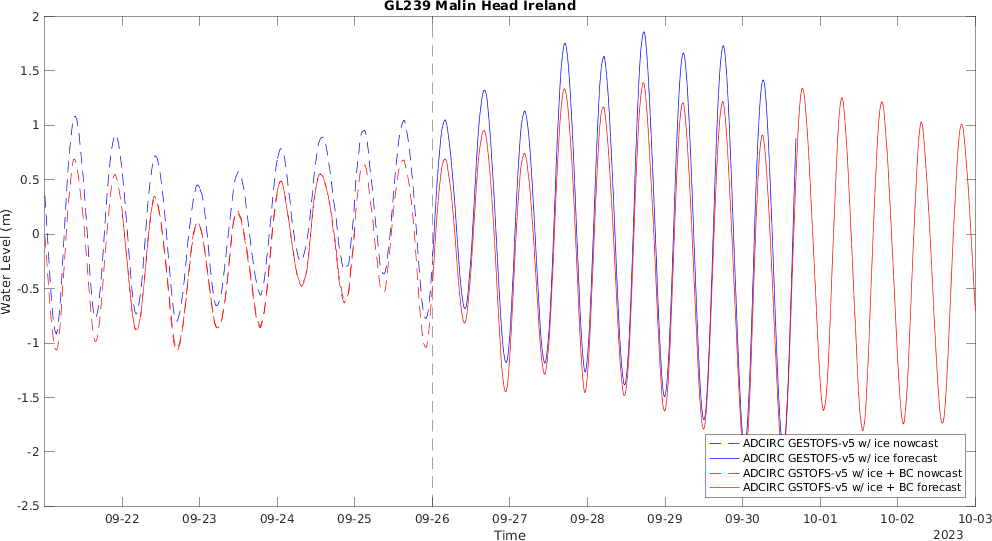 GL239 Malin Head Ireland
2
1.5
1
0.5
0
-0.5
-1
-1.5
-2
-2.5
Water Level (m)
ADCIRC GESTOFS-v5 w/ ice nowcast
ADCIRC GESTOFS-v5 w/ ice forecast
ADCIRC GSTOFS-v5 w/ ice + BC nowcast
ADCIRC GSTOFS-v5 w/ ice + BC forecast
09-22 09-23 09-24 09-25 09-26 09-27 09-28 09-29 09-30 10-01 10-02 10-03
Time
2023